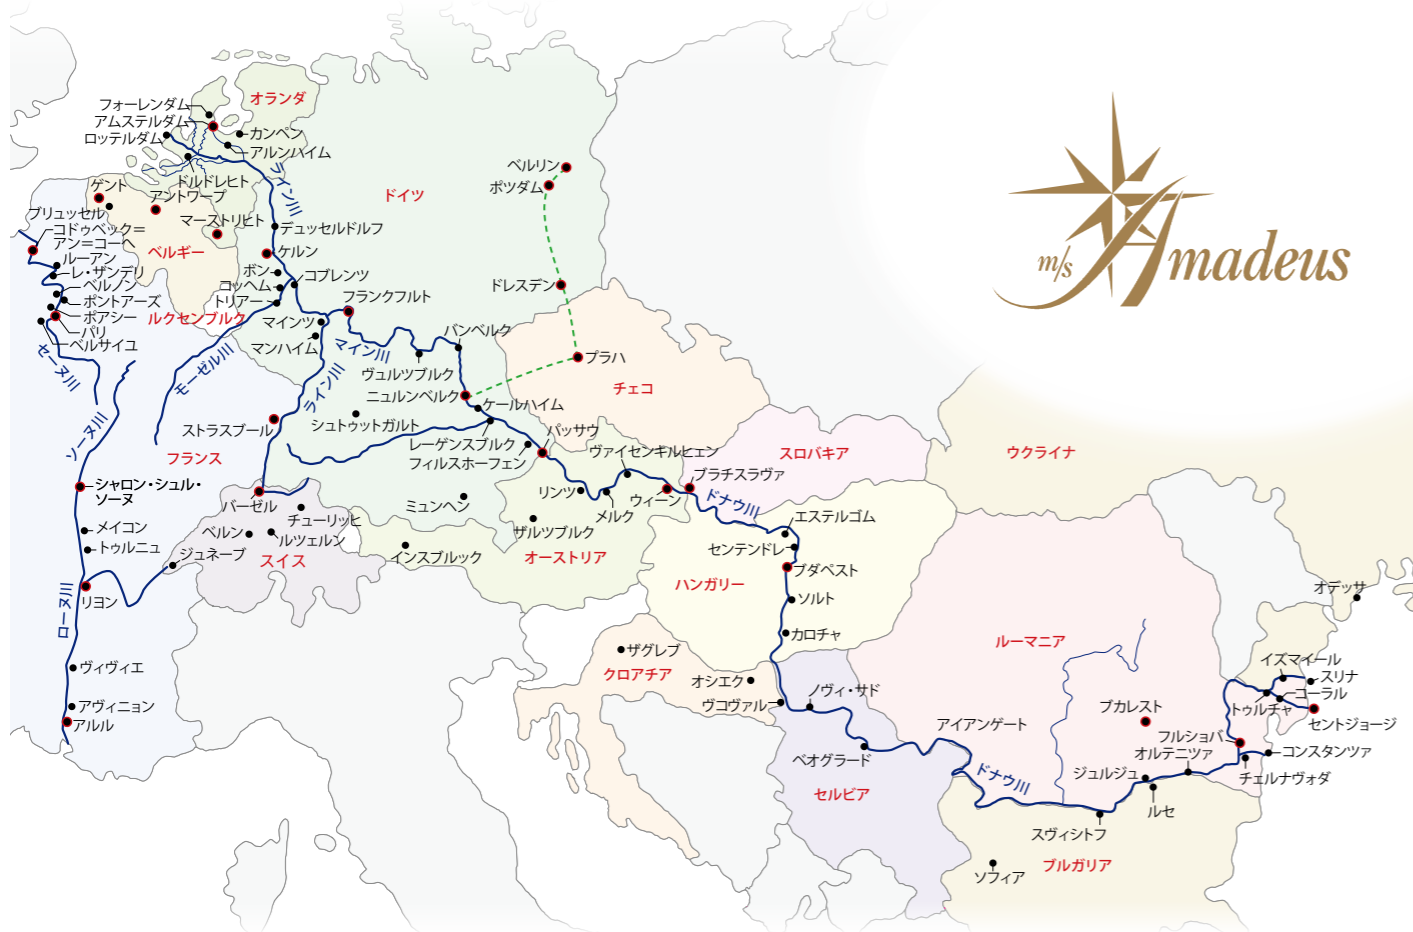 オランダ
フォーレンダム
アムステルダム
ロッテルダム
カンペン
アルンハイム
ドルドレヒト
ライン川
ゲント
アントワープ
ブリュッセル
マーストリヒト
コドゥベック=
アン=コーへ
ベルギー
ルーアン
レ・ザンデリ
ベルノン
ポントアーズ
ポアシー
パリ
ベルサイユ
ルクセンブルク
セーヌ川
ドイツ
ベルリン
ポツダム
ドレスデン
デュッセルドルフ
ケルン
ボン
コッヘム
トリアー
コブレンツ
フランクフルト
マインツ
マンハイム
マイン川
バンベルク
ヴュルツブルク
ニュルンベルク
ケールハイム
モーゼル川
ライン川
シュトゥットガルト
レーゲンスブルク
フィルスホーフェン
パッサウ
ストラスブール
ソーヌ川
フランス
シャロン・シュル・
ソーヌ
メイコン
トゥルニュ
リヨン
ローヌ川
ヴィヴィエ
アヴィニョン
アルル
バーゼル
チューリッヒ
ベルン
ルツェルン
ジュネーブ
スイス
ミュンヘン
インスブルック
プラハ
チェコ
ヴァイセンキルヒェン
リンツ
メルク
ウィーン
ザルツブルク
オーストリア
スロバキア
ブラチスラヴァ
ドナウ川
エステルゴム
センテンドレ
ブダペスト
ハンガリー
ソルト
カロチャ
ザグレブ
クロアチア
オシエク
ヴコヴァル
ノヴィ・サド
ベオグラード
セルビア
アイアンゲート
ドナウ川
ウクライナ
ルーマニア
ブカレスト
フルショバ
オルテニツァ
ジュルジュ
ルセ
スヴィシトフ
ソフィア
ブルガリア
オデッサ
イズマイール
スリナ
コーラル
トゥルチャ
セントジョージ
コンスタンツァ
チェルナヴォダ
m/s Amadeus